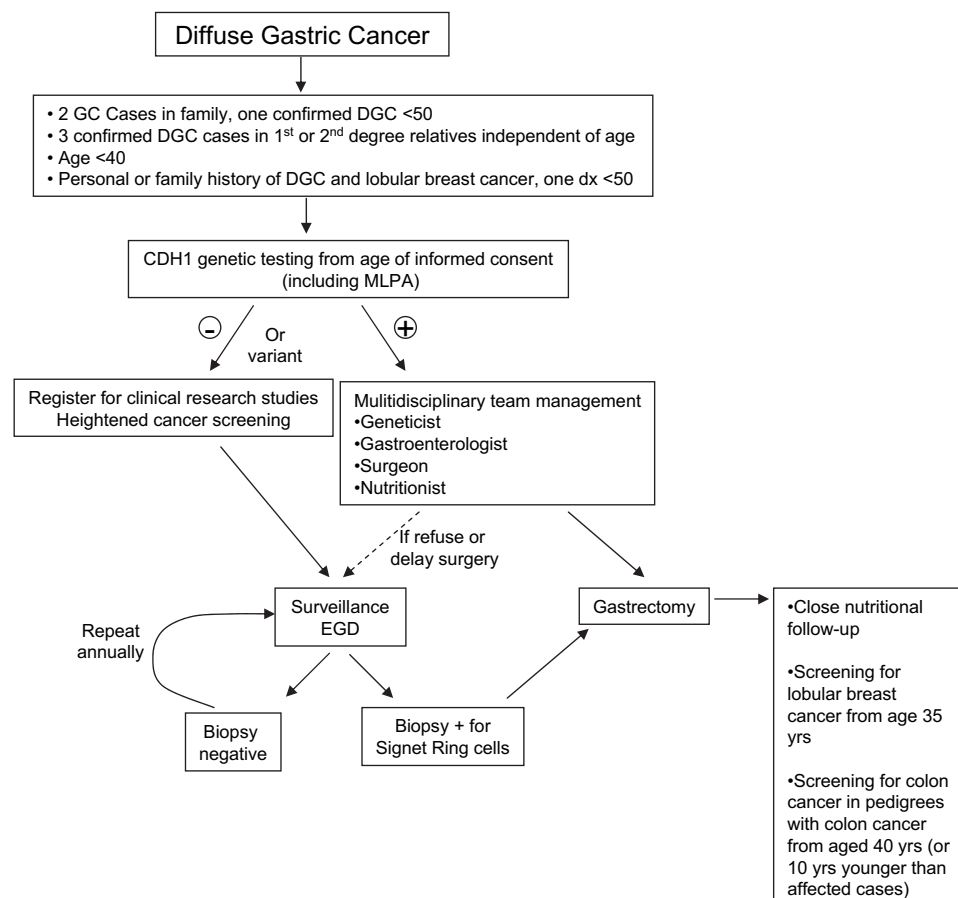 Diffuse Gastric Cancer
• 2 GC Cases in family, one confirmed DGC <50
• 3 confirmed DGC cases in 1st or 2nd degree relatives independent of age
• Age <40
• Personal or family history of DGC and lobular breast cancer, one dx <50
CDH1 genetic testing from age of informed consent
(including MLPA)
-
Or
variant
+
Register for clinical research studies
Heightened cancer screening
Mulitidisciplinary team management
•Geneticist
•Gastroenterologist
•Surgeon
•Nutritionist
If refuse or
delay surgery
Surveillance
EGD
Repeat
annually
Gastrectomy
Biopsy
negative
Biopsy + for
Signet Ring cells
•Close nutritional
follow-up
•Screening for
lobular breast
cancer from age 35
yrs
•Screening for colon
cancer in pedigrees
with colon cancer
from aged 40 yrs (or
10 yrs younger than
affected cases)